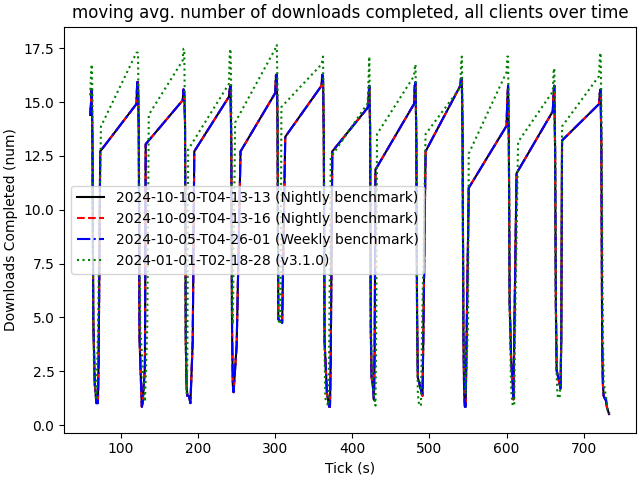 moving avg. number of downloads completed, all clients over time
Downloads Completed (num)
17.5
15.0
12.5
10.0
7.5
5.0
2.5
0.0
2024-10-10-T04-13-13 (Nightly benchmark)
2024-10-09-T04-13-16 (Nightly benchmark)
2024-10-05-T04-26-01 (Weekly benchmark)
2024-01-01-T02-18-28 (v3.1.0)
100 200 300 400 500 600 700
Tick (s)